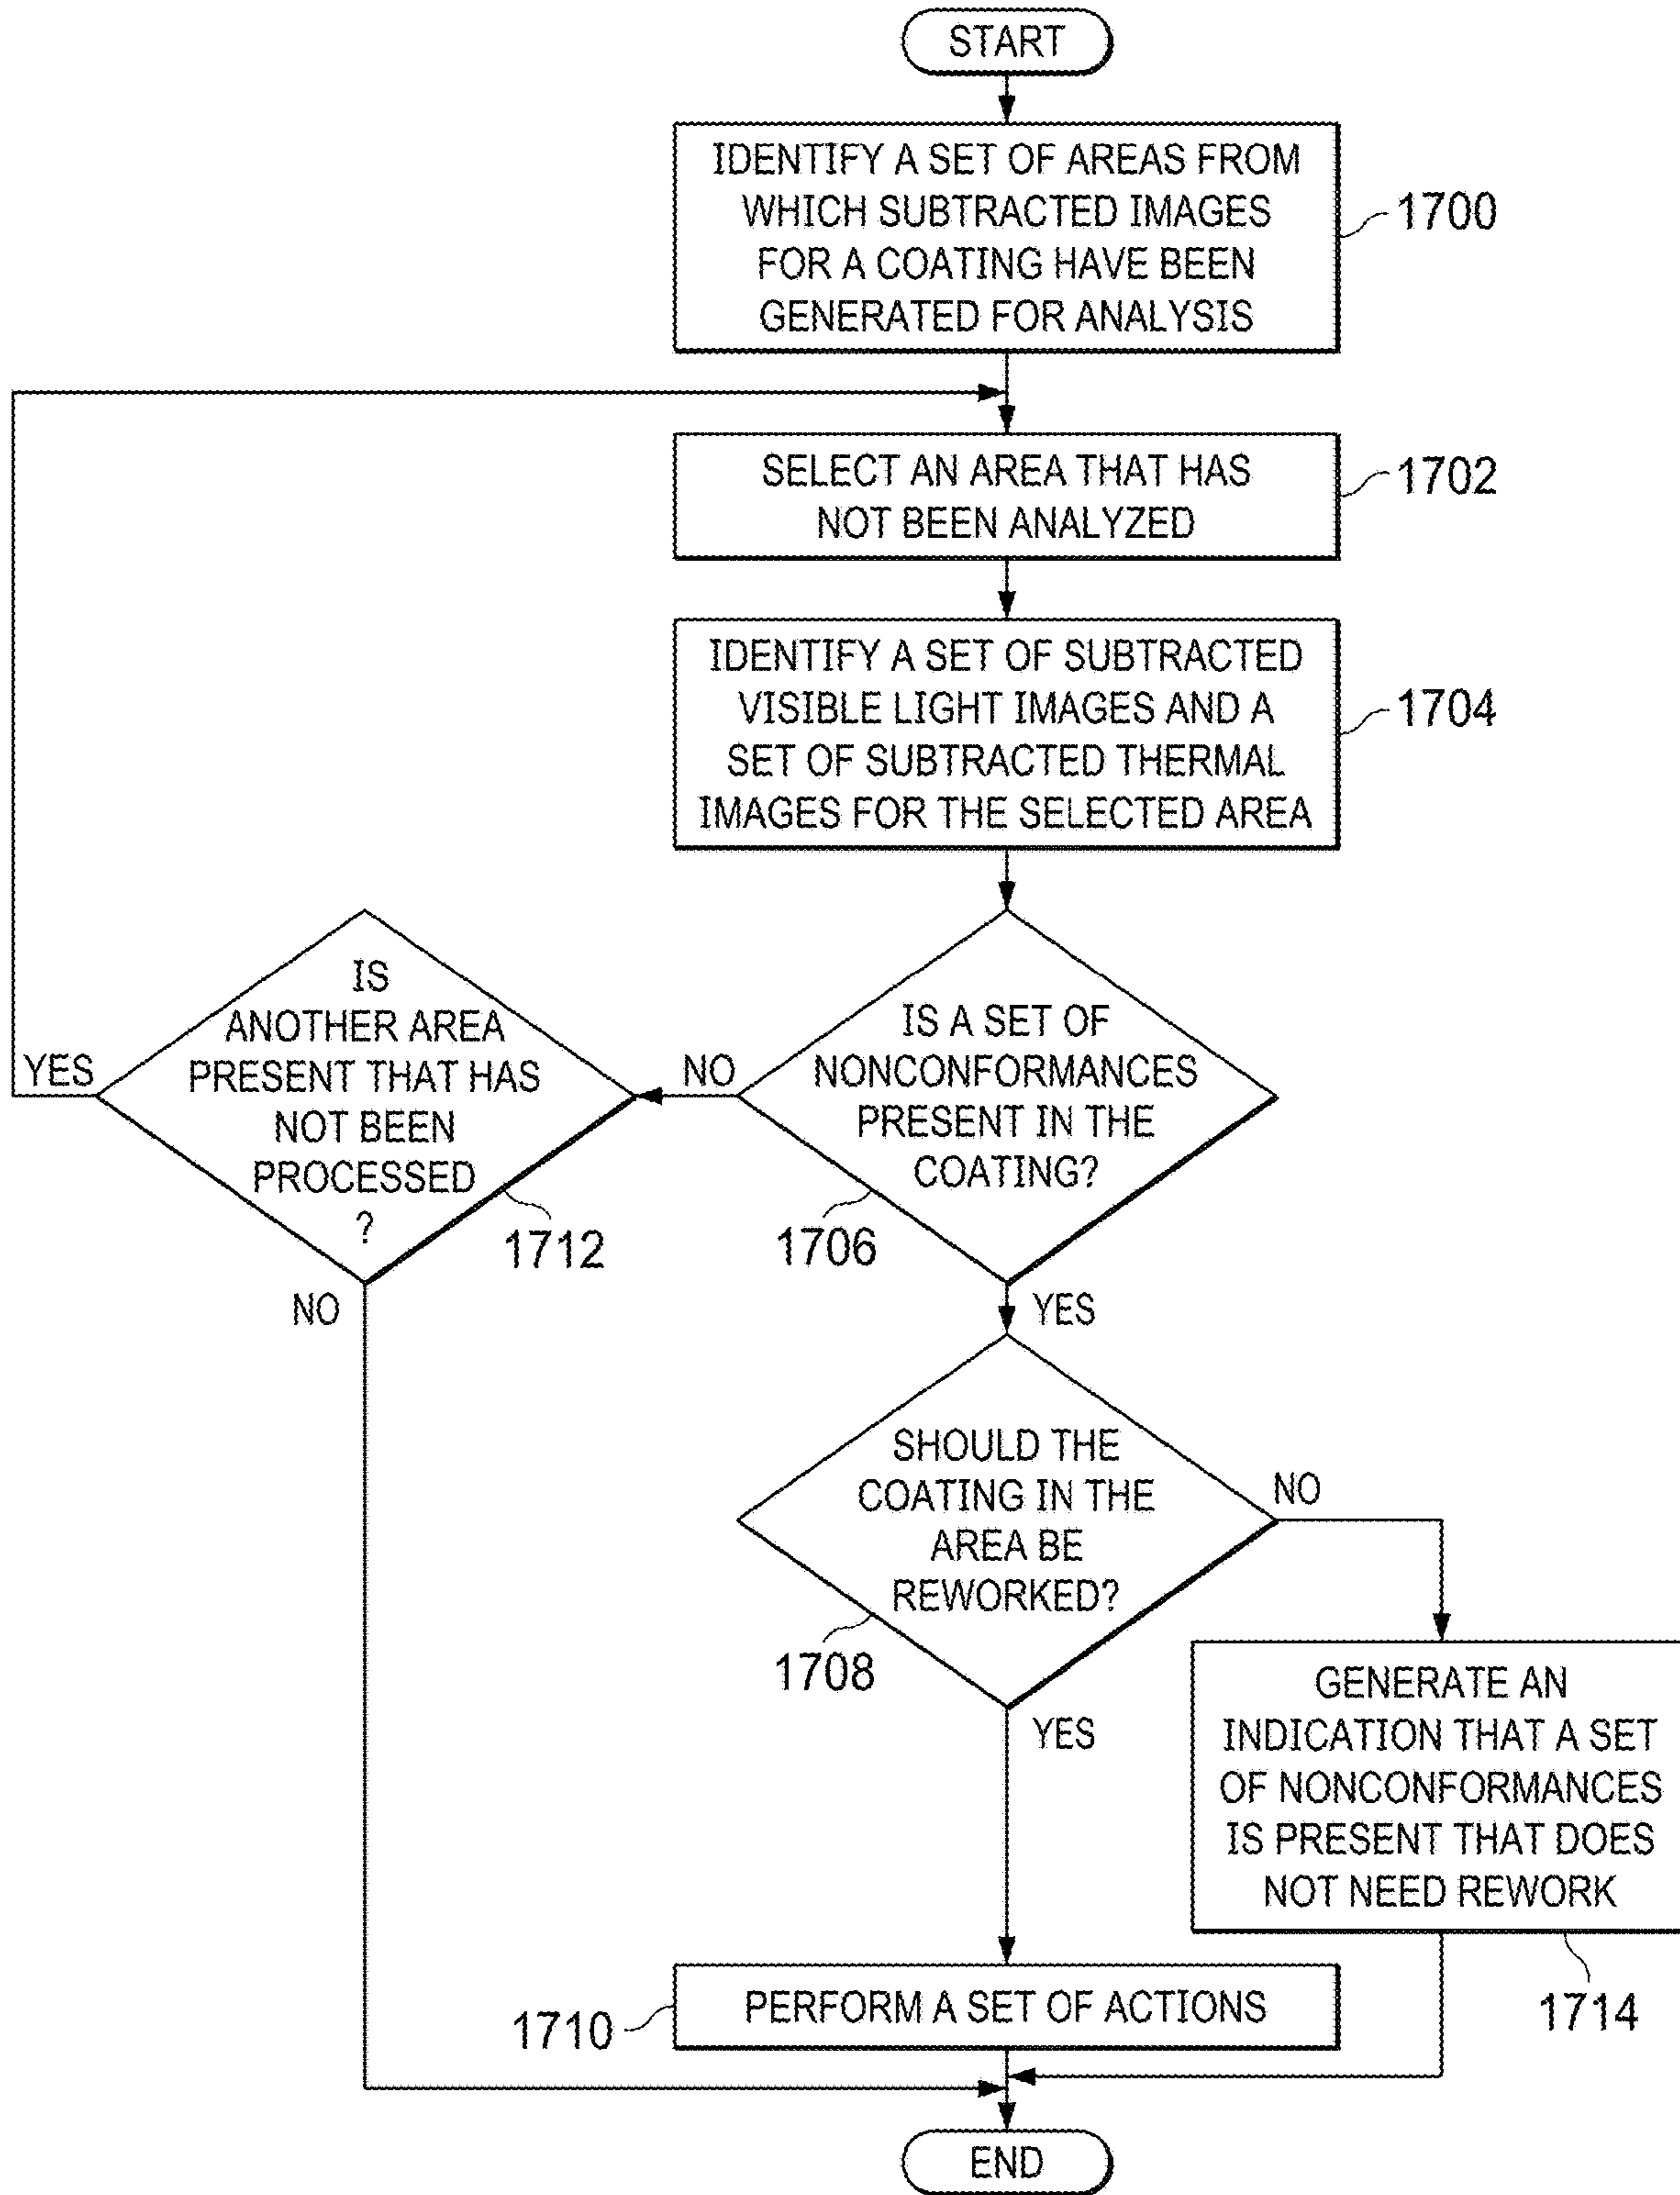 START
IDENTIFY A SET OF AREAS FROM
WHICH SUBTRACTED IMAGES
FOR A COATING HAVE BEEN
GENERATED FOR ANALYSIS
1700
SELECT AN AREA THAT HAS
NOT BEEN ANALYZED
1702
IDENTIFY A SET OF SUBTRACTED
VISIBLE LIGHT IMAGES AND A
SET OF SUBTRACTED THERMAL
IMAGES FOR THE SELECTED AREA
1704
IS A SET OF
NONCONFORMANCES
PRESENT IN THE
COATING?
1706
NO
YES
IS
ANOTHER AREA
PRESENT THAT HAS
NOT BEEN
PROCESSED
?
1712
YES
NO
SHOULD THE
COATING IN THE
AREA BE
REWORKED?
1708
NO
YES
GENERATE AN
INDICATION THAT A SET
OF NONCONFORMANCES
IS PRESENT THAT DOES
NOT NEED REWORK
1714
PERFORM A SET OF ACTIONS
1710
END